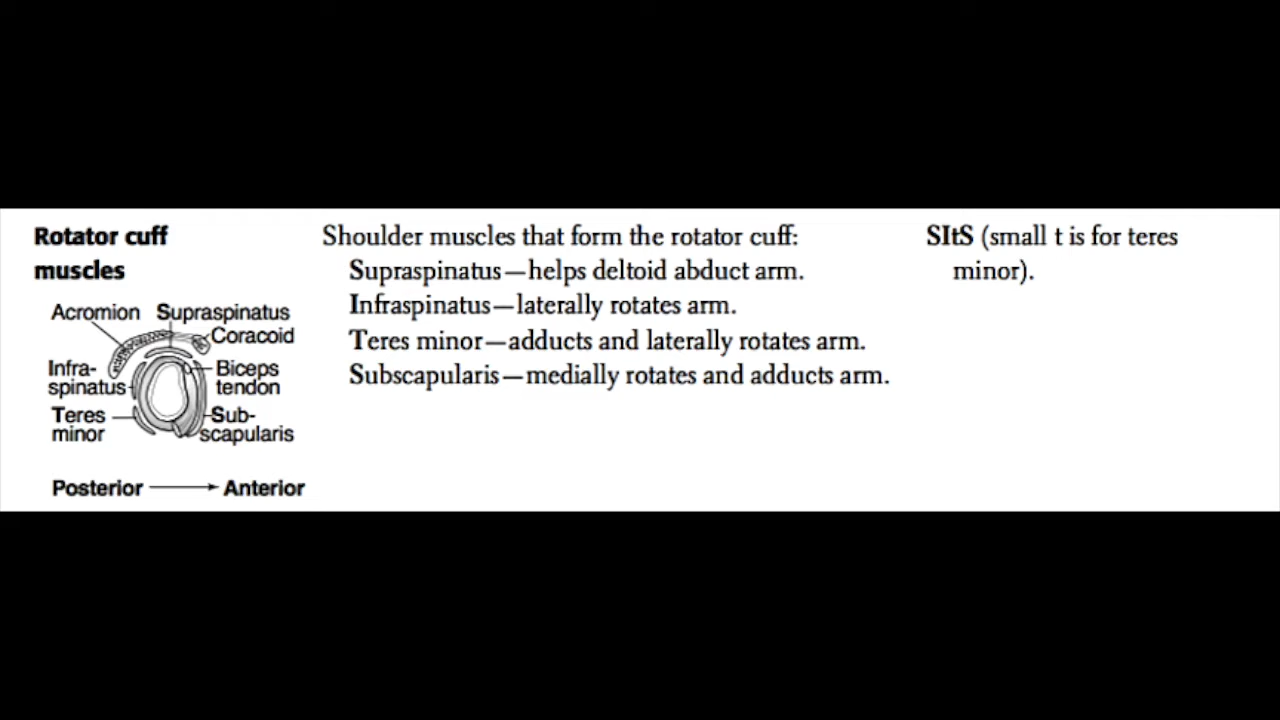 Rotator cuff
muscles
Acromion Supraspinatus
Coracoid
Infra-
spinatus
Biceps
tendon
Teres
minor
Sub-
scapularis
Posterior → Anterior
Shoulder muscles that form the rotator cuff:
Supraspinatus—helps deltoid abduct arm.
Infraspinatus—laterally rotates arm.
Teres minor—adducts and laterally rotates arm.
Subscapularis—medially rotates and adducts arm.
SItS (small t is for teres
minor).